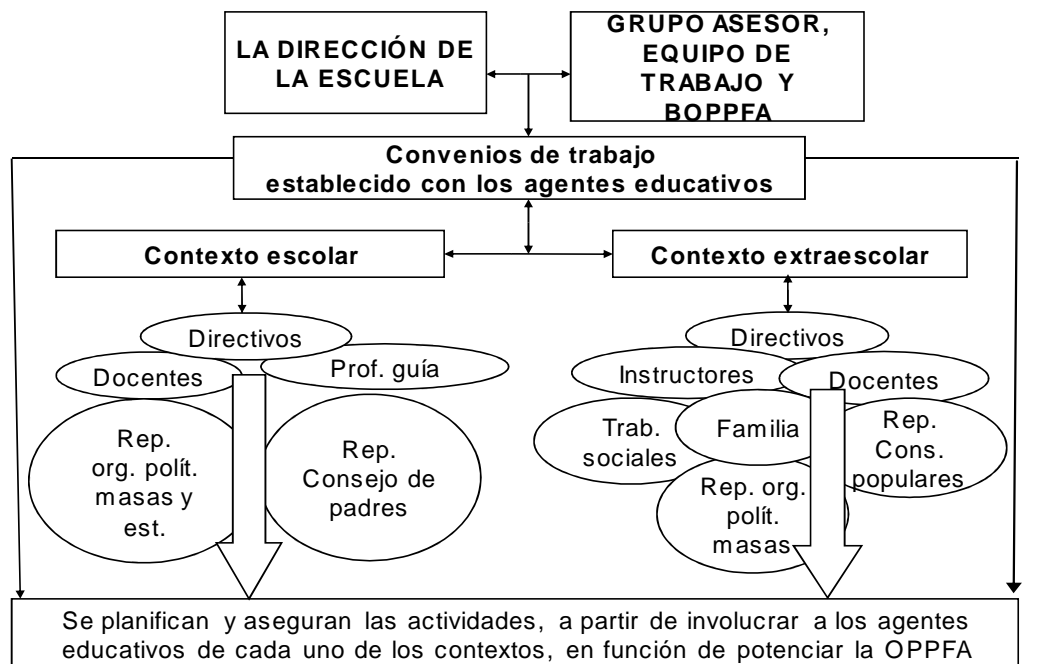 LA DIRECCIÓN DE
LA ESCUELA
GRUPO ASESOR,
EQUIPO DE
TRABAJO Y
BOPPFA
Convenios de trabajo
establecido con los agentes educativos
Contexto escolar
Contexto extraescolar
Directivos
Docentes
Prof. guía
Rep.
org. polít.
masas y
est.
Rep.
Consejo de
padres
Directivos
Instructores
Docentes
Trab.
sociales
Familia
Rep.
Cons.
populares
Rep. org.
polít.
masas
Se planifican y aseguran las actividades, a partir de involucrar a los agentes
educativos de cada uno de los contextos, en función de potenciar la OPPFA